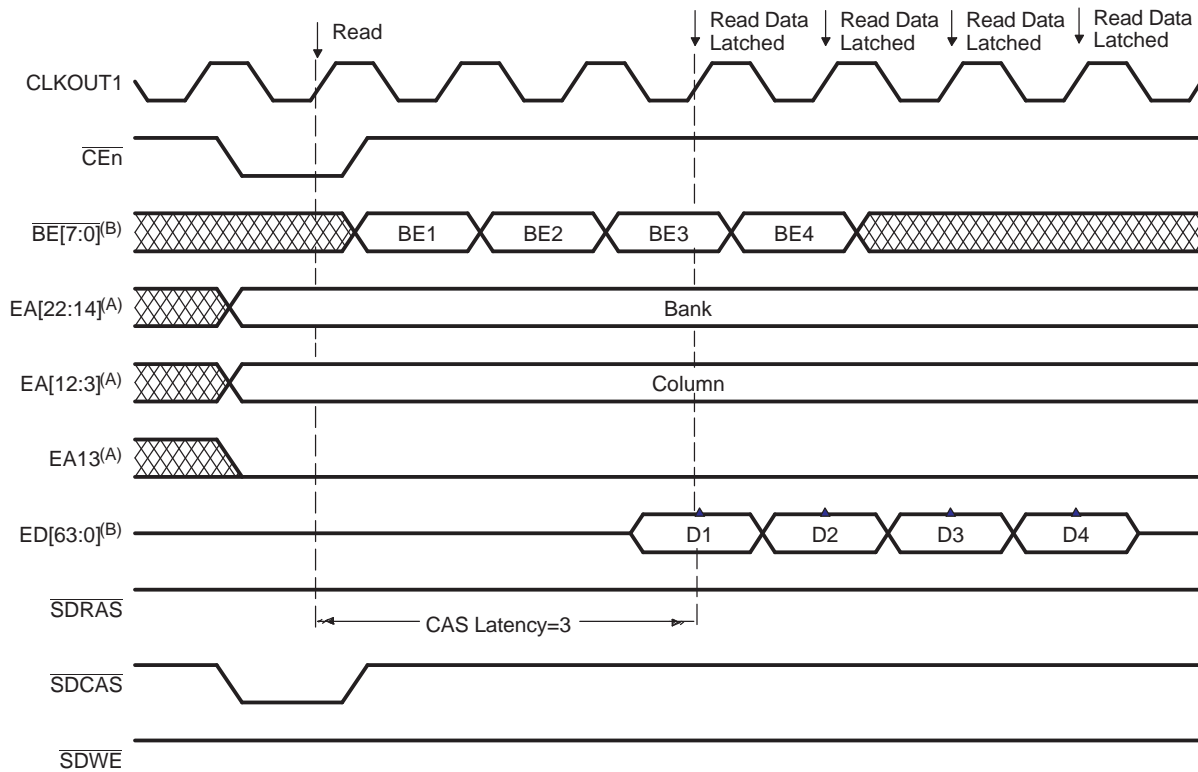 Read
Read Data
Latched
Read Data
Latched
Read Data
Latched
Read Data
Latched
CLKOUT1
CEn
BE[7:0](B)
BE1
BE2
BE3
BE4
EA[22:14](A)
Bank
EA[12:3](A)
Column
EA13(A)
ED[63:0](B)
D1
D2
D3
D4
SDRAS
CAS Latency=3
SDCAS
SDWE